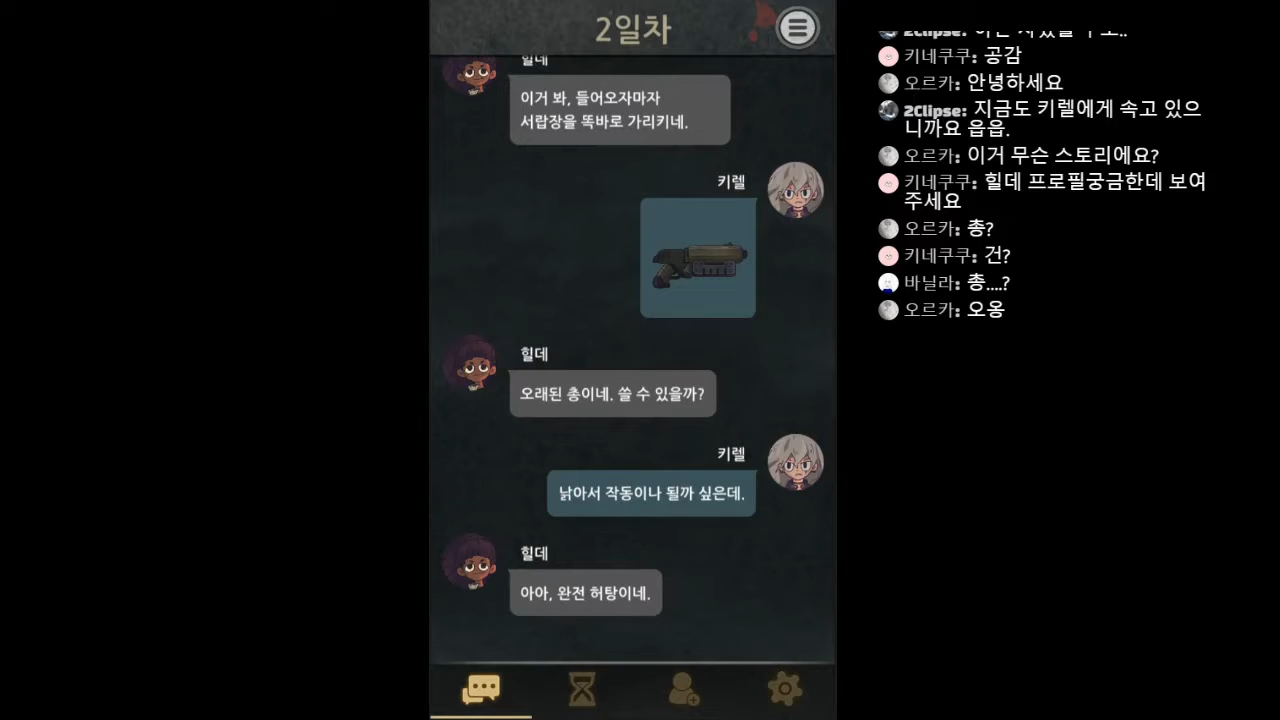 2일차
힐데
이거 봐, 들어오자마자
서랍장을 똑바로 가리키네.
키렐
힐데
오래된 총이네. 쓸 수 있을까?
키렐
낡아서 작동이나 될까 싶은데.
힐데
아아, 완전 허탕이네.
2Clipse:
키네쿠쿠: 공감
오르카: 안녕하세요
2Clipse: 지금도 키렐에게 속고 있으
니까요 읍읍.
오르카: 이거 무슨 스토리에요?
키네쿠쿠: 힐데 프로필궁금한데 보여
주세요
오르카: 총?
키네쿠쿠: 건?
바닐라: 총....?
오르카: 오옹